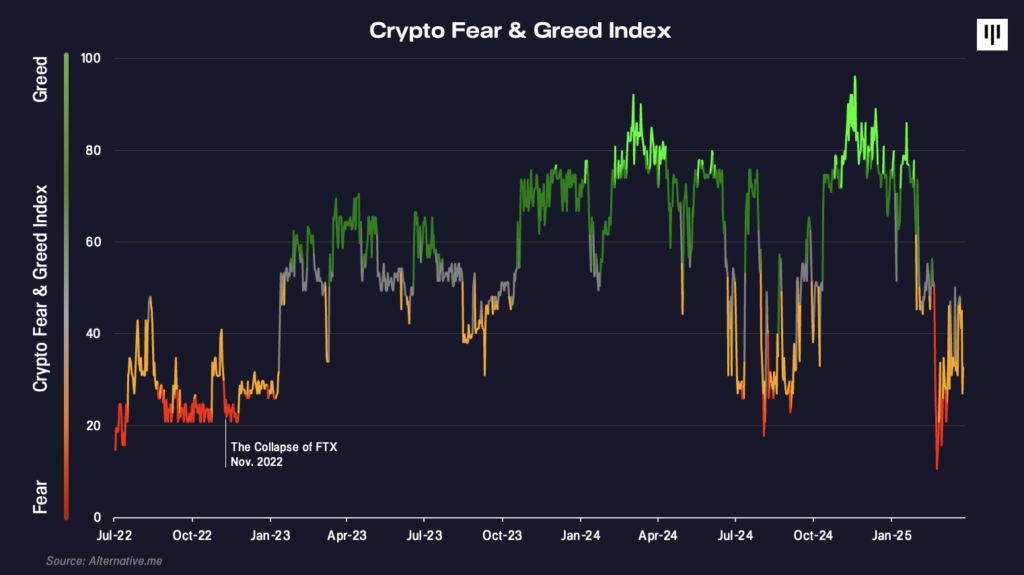 Crypto Fear & Greed Index
Greed
Crypto Fear & Greed Index
Fear
100
80
60
40
20
0
The Collapse of FTX
Nov. 2022
Jul-22 Oct-22 Jan-23 Apr-23 Jul-23 Oct-23 Jan-24 Apr-24 Jul-24 Oct-24 Jan-25
Source: Alternative.me